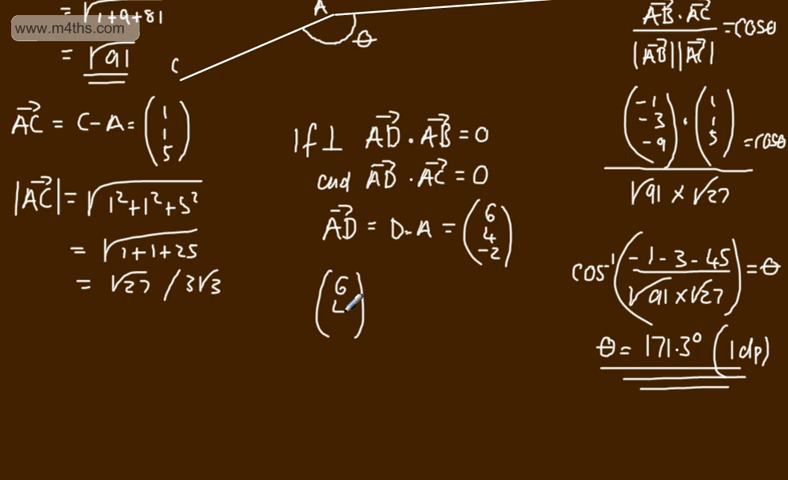 www.m4ths.com
= √1+9+81
= √91
C
A
θ
AC = C-A = (1 1 5)
|AC| = √1²+1²+5²
= √1+1+25
= √27 / 3√3
If ⊥ AD . AB = 0
and AD . AC = 0
AD = D-A = (6 4 -2)
(6
AB . AC / |AB||AC| = cosθ
(-1 -3 -9) . (1 1 5) / √91 × √27 = cosθ
cos⁻¹(-1-3-45 / √91 × √27) = θ
θ = 171.3° (1dp)